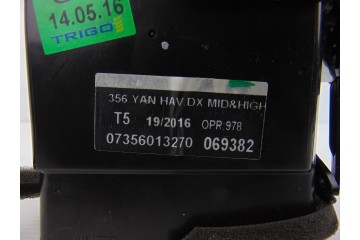 14.05.16
TRIGO
356 YAN HAV.DX MID&HIGH
T5 19/2016 OPR.978
07356013270 069382